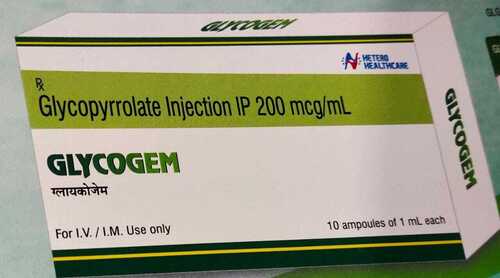 GLYCOGEM
HETERO
HEALTHCARE
Rx
Glycopyrrolate Injection IP 200 mcg/mL
GLYCOGEM
ग्लायकोजेम
For I.V. / I.M. Use only
10 ampoules of 1 mL each
GLYCOGEM